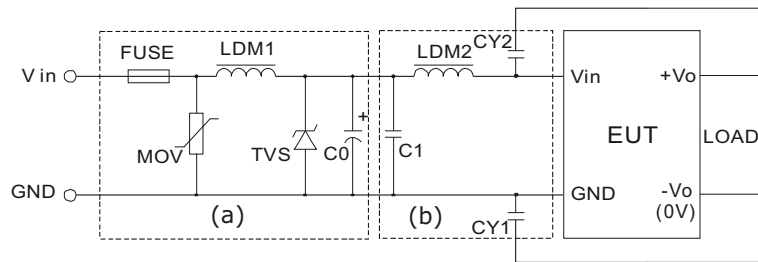 FUSE
LDM1
LDM2
CY2
V in
Vin
+Vo
MOV
TVS
+
C0
C1
EUT
LOAD
GND
(a)
(b)
CY1
GND
-Vo
(0V)